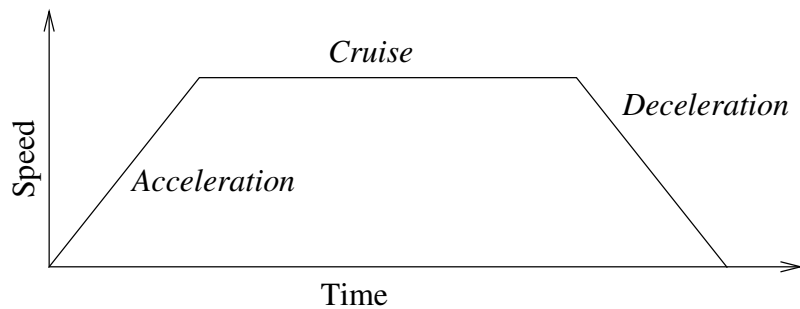 Cruise
Deceleration
Acceleration
Speed
Time